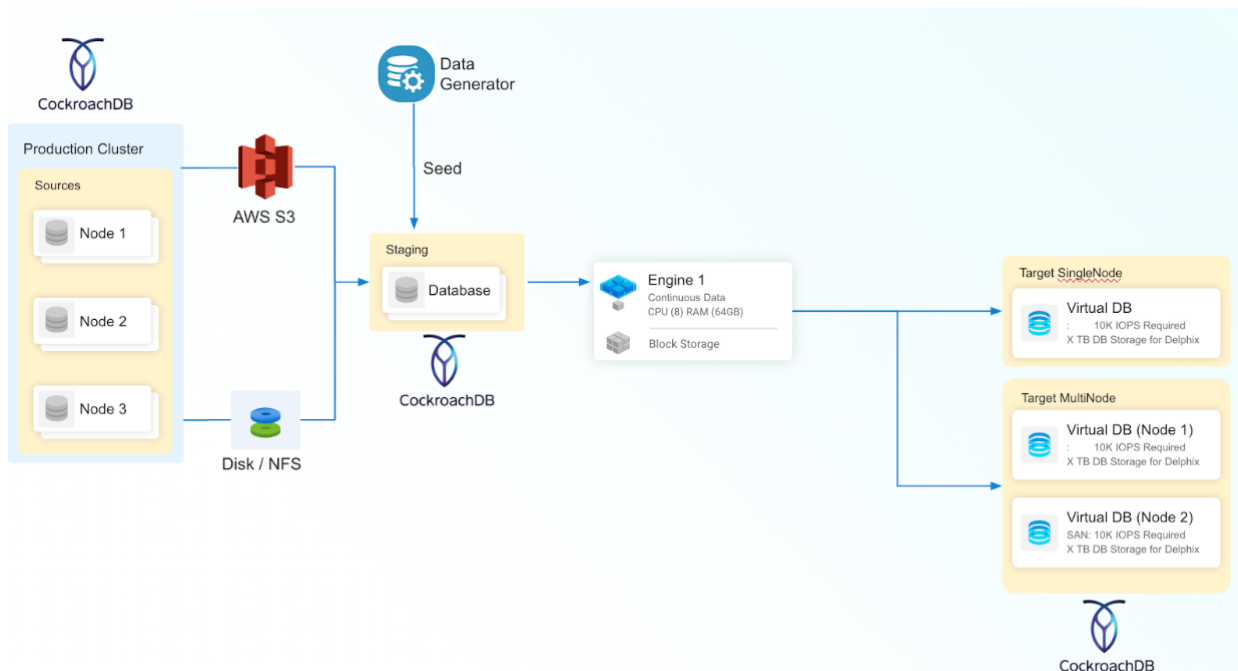 CockroachDB
Production Cluster
Sources
Node 1
Node 2
Node 3
AWS S3
Disk / NFS
Data
Generator
Seed
Staging
Database
CockroachDB
Engine 1
Continuous Data
CPU (8) RAM (64GB)
Block Storage
Target SingleNode
Virtual DB
: 10K IOPS Required
X TB DB Storage for Delphix
Target MultiNode
Virtual DB (Node 1)
: 10K IOPS Required
X TB DB Storage for Delphix
Virtual DB (Node 2)
SAN: 10K IOPS Required
X TB DB Storage for Delphix
CockroachDB